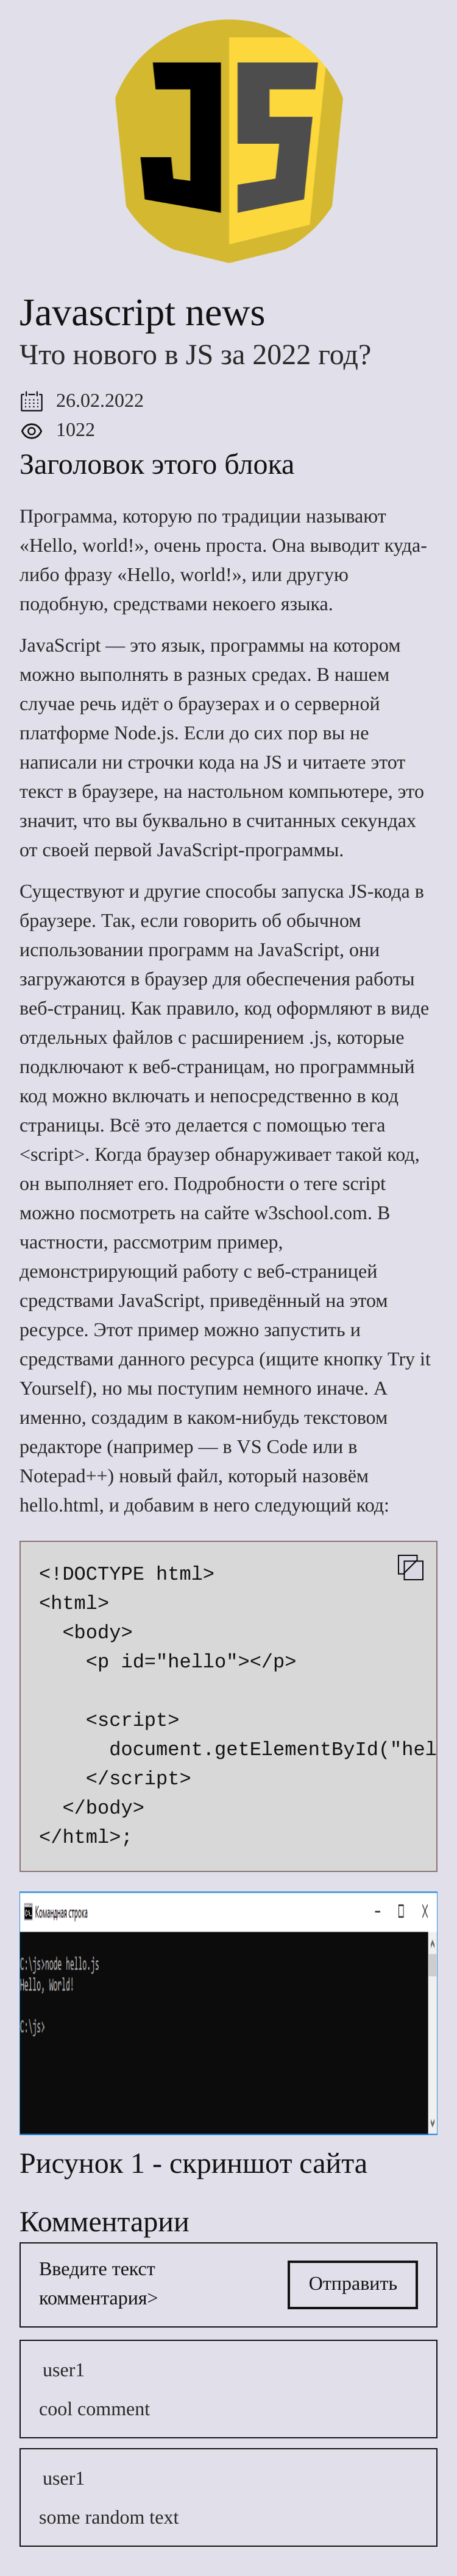 JS
Javascript news
Что нового в JS за 2022 год?
26.02.2022
1022
Заголовок этого блока
Программа, которую по традиции называют
«Hello, world!», очень проста. Она выводит куда-
либо фразу «Hello, world!», или другую
подобную, средствами некоего языка.
JavaScript — это язык, программы на котором
можно выполнять в разных средах. В нашем
случае речь идёт о браузерах и о серверной
платформе Node.js. Если до сих пор вы не
написали ни строчки кода на JS и читаете этот
текст в браузере, на настольном компьютере, это
значит, что вы буквально в считанных секундах
от своей первой JavaScript-программы.
Существуют и другие способы запуска JS-кода в
браузере. Так, если говорить об обычном
использовании программ на JavaScript, они
загружаются в браузер для обеспечения работы
веб-страниц. Как правило, код оформляют в виде
отдельных файлов с расширением .js, которые
подключают к веб-страницам, но программный
код можно включать и непосредственно в код
страницы. Всё это делается с помощью тега
<script>. Когда браузер обнаруживает такой код,
он выполняет его. Подробности о теге script
можно посмотреть на сайте w3school.com. В
частности, рассмотрим пример,
демонстрирующий работу с веб-страницей
средствами JavaScript, приведённый на этом
ресурсе. Этот пример можно запустить и
средствами данного ресурса (ищите кнопку Try it
Yourself), но мы поступим немного иначе. А
именно, создадим в каком-нибудь текстовом
редакторе (например — в VS Code или в
Notepad++) новый файл, который назовём
hello.html, и добавим в него следующий код:
<!DOCTYPE html>
<html>
<body>
<p id="hello"></p>
<script>
document.getElementById("hel
</script>
</body>
</html>;
Командная строка
C:\js>node hello.js
Hello, World!
C:\js>
Рисунок 1 - скриншот сайта
Комментарии
Введите текст
комментария>
Отправить
user1
cool comment
user1
some random text